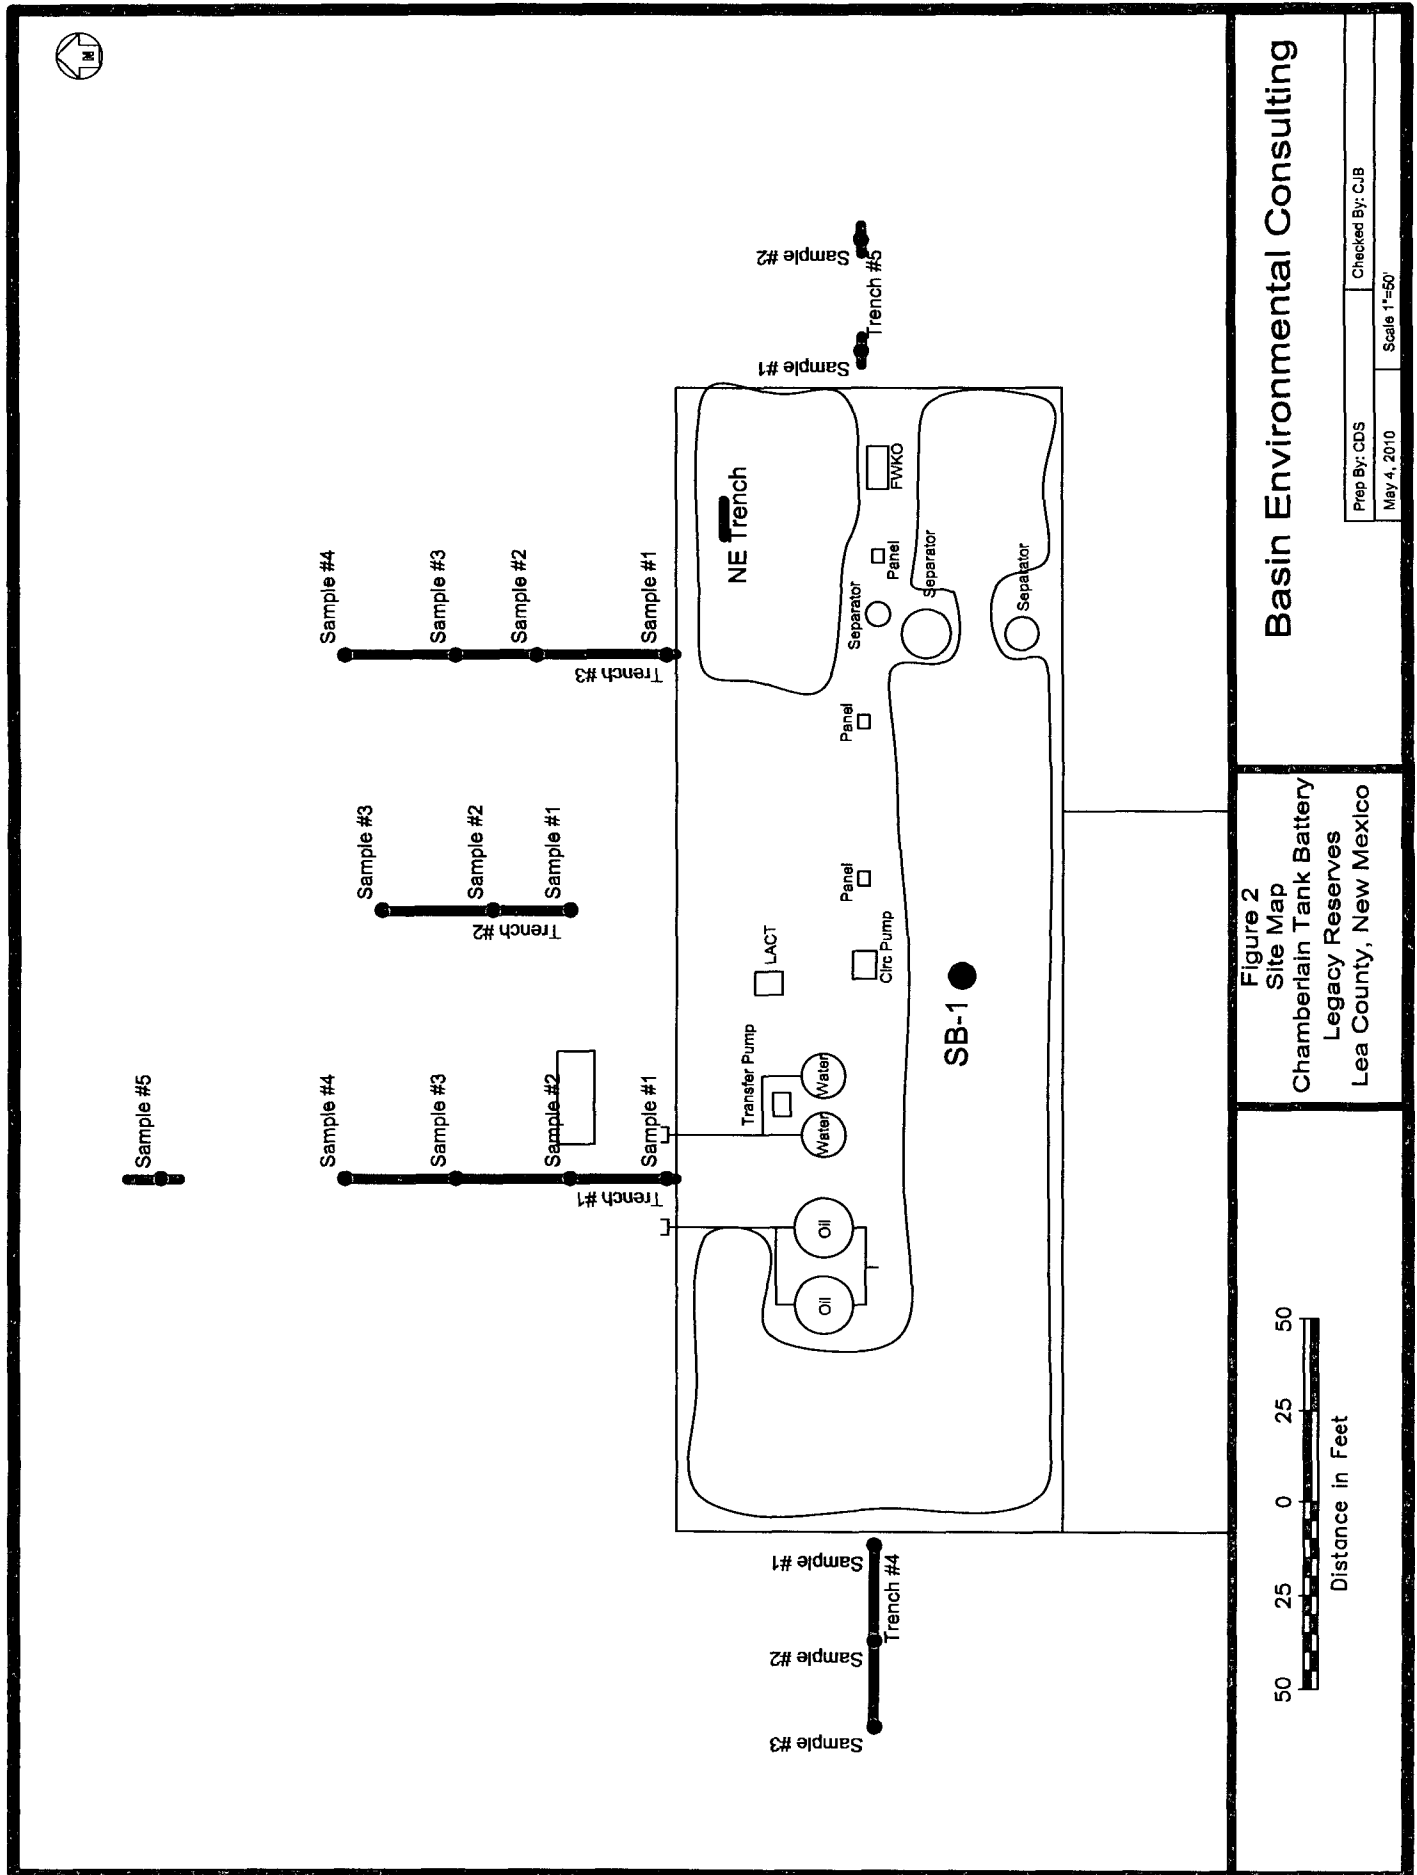 N
Sample #5
Sample #4
Sample #3
Sample #2
Sample #1
Trench #1
Sample #3
Sample #2
Sample #1
Trench #2
Sample #4
Sample #3
Sample #2
Sample #1
Trench #3
Sample #3
Sample #2
Sample #1
Trench #4
Sample #1
Sample #2
Trench #5
NE Trench
Oil
Oil
Water
Water
Transfer Pump
LACT
Circ Pump
Panel
Panel
Separator
Separator
Separator
Panel
FWKO
SB-1
50
25
0
25
50
Distance in Feet
Figure 2
Site Map
Chamberlain Tank Battery
Legacy Reserves
Lea County, New Mexico
Basin Environmental Consulting
Prep By: CDS
Checked By: CJB
May 4, 2010
Scale 1"=50'